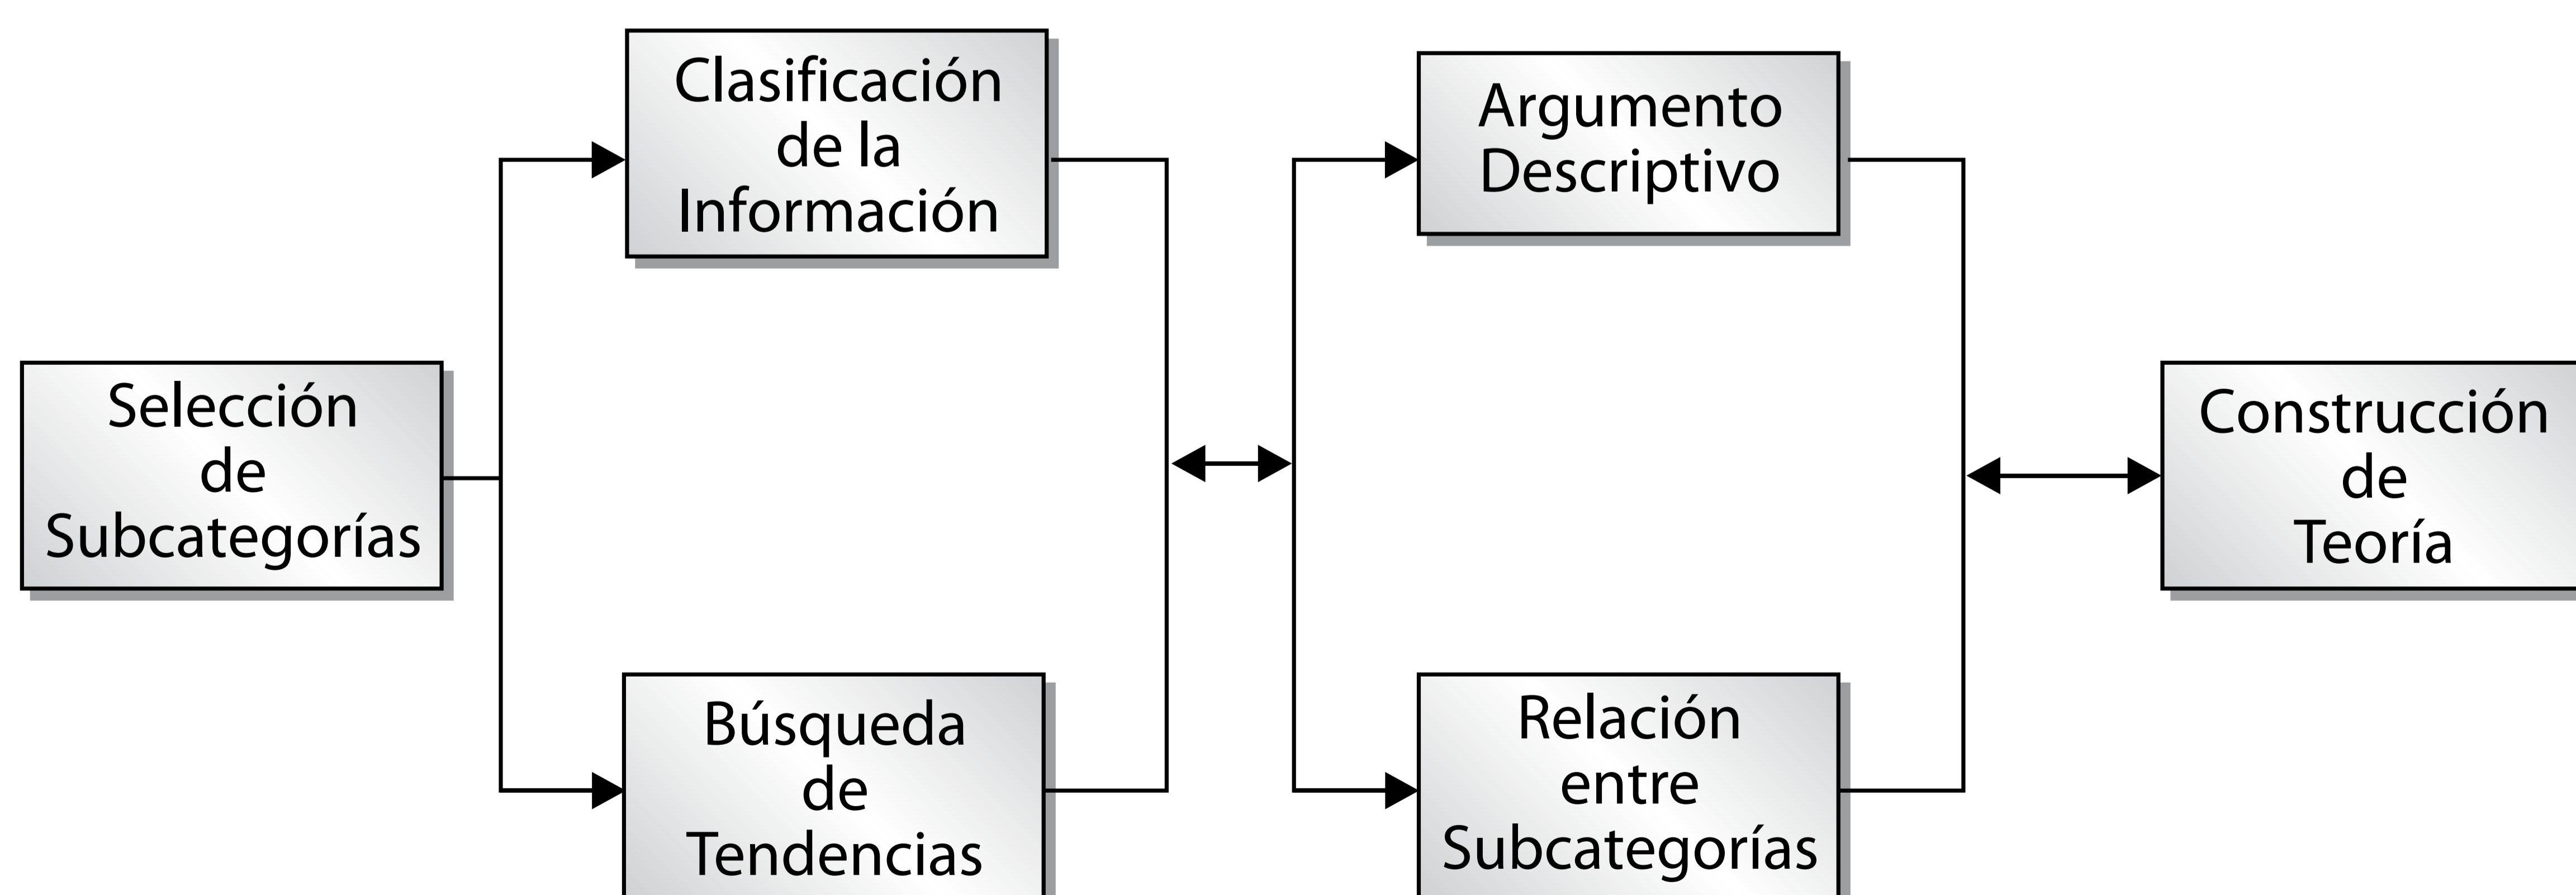 Selección
de
Subcategorías
Clasificación
de la
Información
Búsqueda
de
Tendencias
Argumento
Descriptivo
Relación
entre
Subcategorías
Construcción
de
Teoría